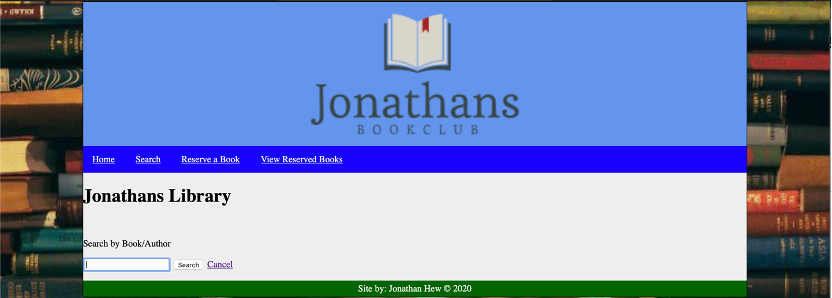 Jonathans
BOOKCLUB
Home Search Reserve a Book View Reserved Books
Jonathans Library
Search by Book/Author
Search Cancel
Site by: Jonathan Hew © 2020
GWYNN